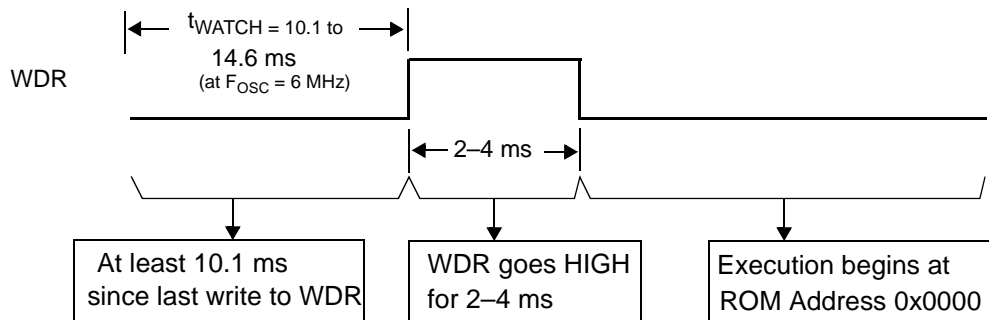 tWATCH = 10.1 to
14.6 ms
(at FOSC = 6 MHz)
WDR
2–4 ms
At least 10.1 ms
since last write to WDR
WDR goes HIGH
for 2–4 ms
Execution begins at
ROM Address 0x0000